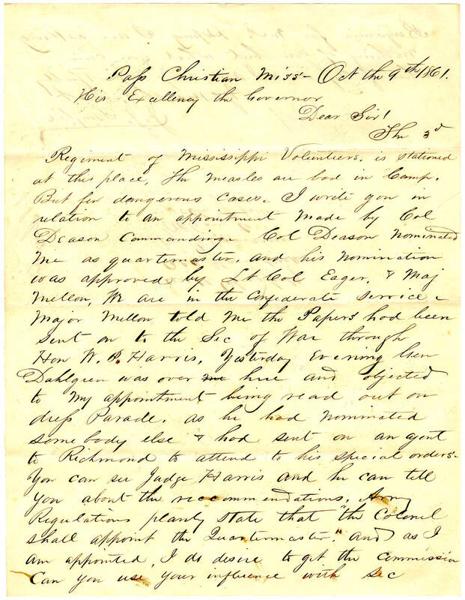 Pass Christian Miss - Oct the 9th 1861.
His Excellency the Governor
Dear Sir!
The 3d
Regiment of Mississippi Volunteers. is stationed
at this place, The measles are bad in Camp.
But few dangerous cases. I write you in
relation to an appointment made by Col
Deason Commanding. Col Deason nominated
me as quartermaster. and his nomination
was approved by Lt Col Eager. & Maj
Mellon, We are in the Confederate Service -
Major Mellon told me the Papers had been
sent on to the Sec of War through
Hon W. P. Harris. Yesterday Evening Gen
Dahlgren was over here and objected
to my appointment being read out on
dress Parade. as he had nominated
somebody else & had sent on an agent
to Richmond to attend to his special orders.
You can see Judge Harris and he can tell
you about the reccommendations. Army
Regulations planly state that "the Colonel
shall appoint the Quartermaster." and as I
am appointed, I do desire to get the Commission
Can you use your influence with Sec